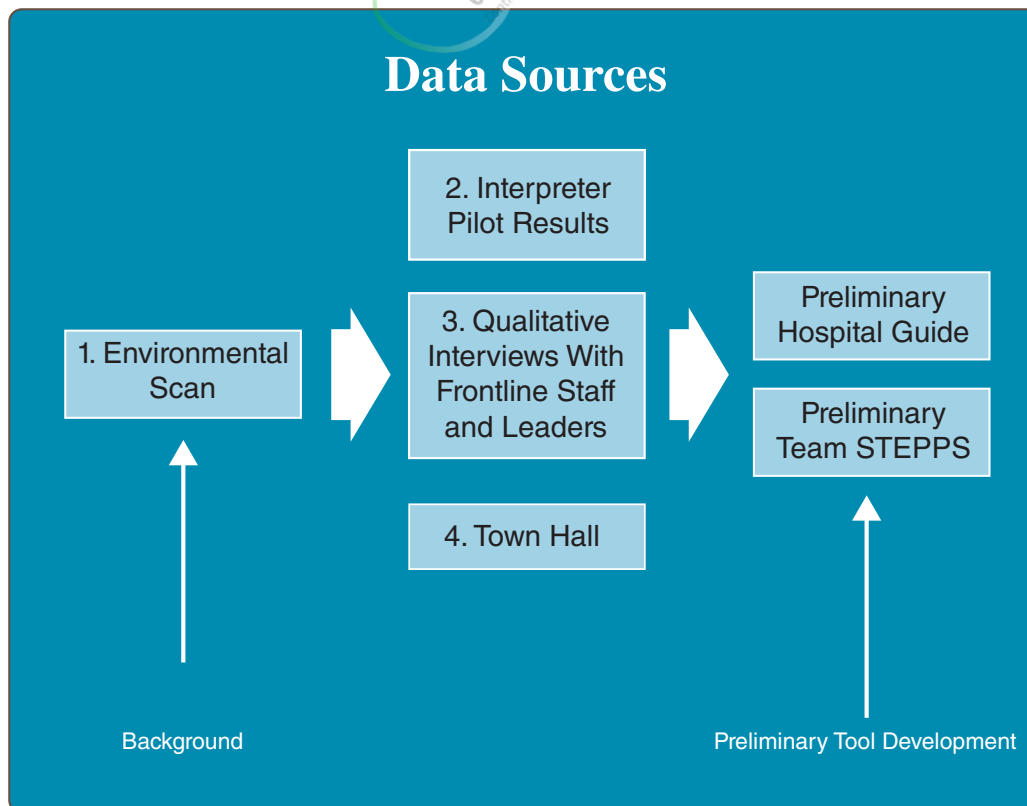 Data Sources
1. Environmental
Scan
2. Interpreter
Pilot Results
3. Qualitative
Interviews With
Frontline Staff
and Leaders
4. Town Hall
Preliminary
Hospital Guide
Preliminary
Team STEPPS
Background
Preliminary Tool Development